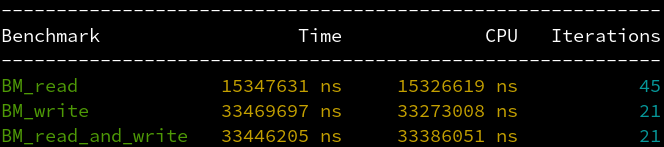 ---------------------------------------------------------------
Benchmark                     Time             CPU   Iterations
---------------------------------------------------------------
BM_read                15347631 ns     15326619 ns           45
BM_write               33469697 ns     33273008 ns           21
BM_read_and_write      33446205 ns     33386051 ns           21